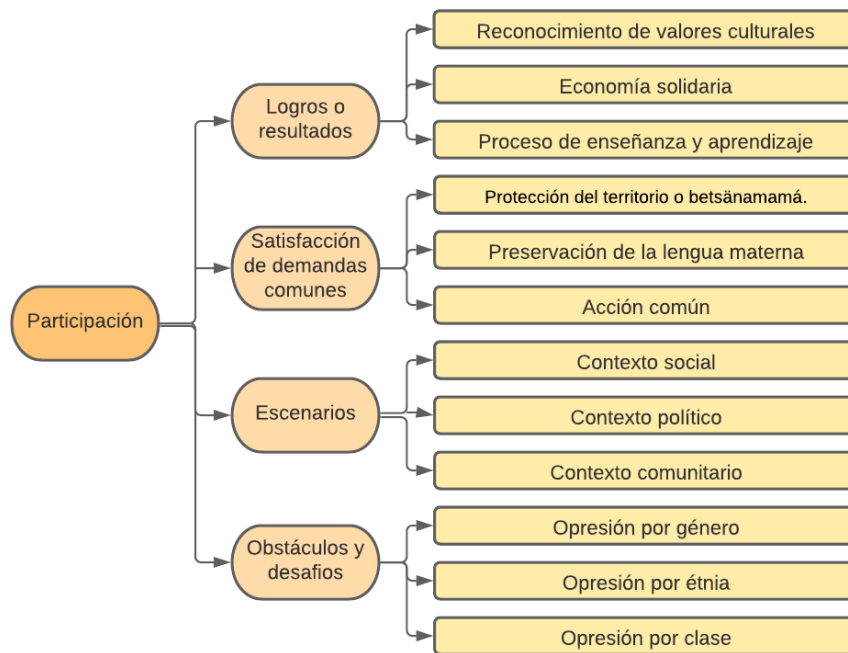 Participación
Logros o
resultados
Reconocimiento de valores culturales
Economía solidaria
Proceso de enseñanza y aprendizaje
Satisfacción
de demandas
comunes
Protección del territorio o betsänamamá.
Preservación de la lengua materna
Acción común
Escenarios
Contexto social
Contexto político
Contexto comunitario
Obstáculos y
desafios
Opresión por género
Opresión por étnia
Opresión por clase